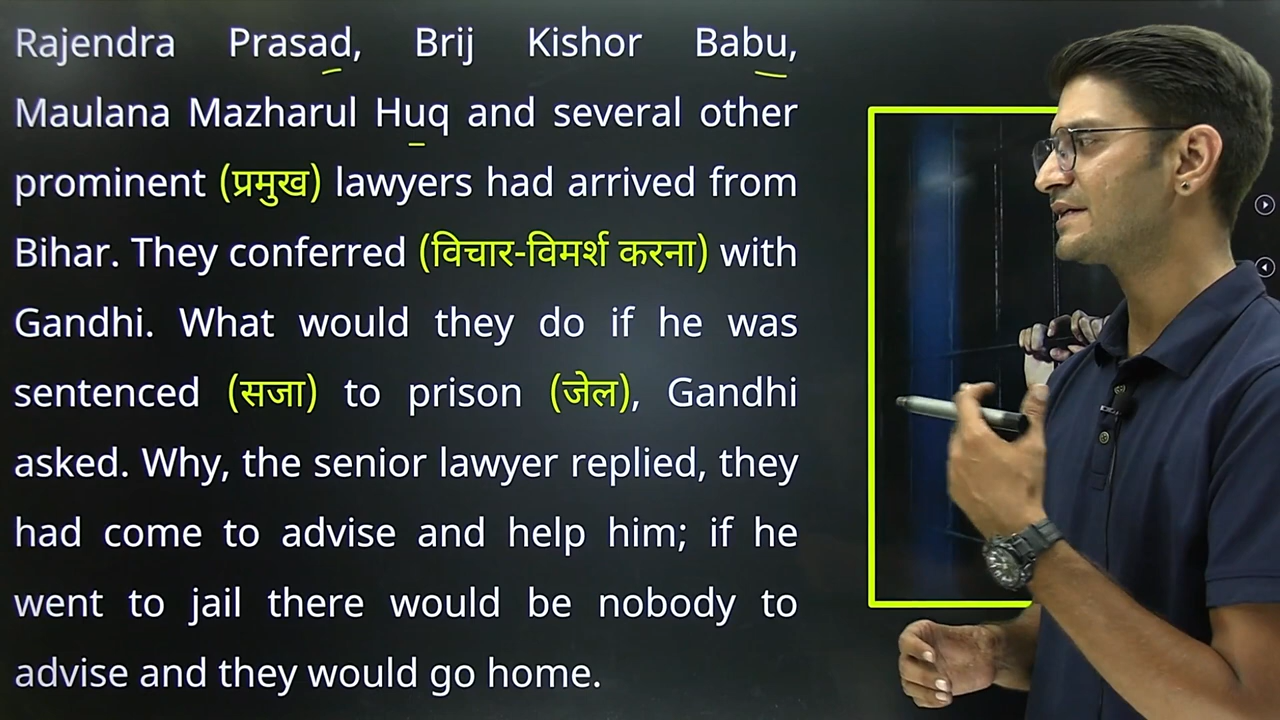 Rajendra Prasad, Brij Kishor Babu,
Maulana Mazharul Huq and several other
prominent (प्रमुख) lawyers had arrived from
Bihar. They conferred (विचार-विमर्श करना) with
Gandhi. What would they do if he was
sentenced (सजा) to prison (जेल), Gandhi
asked. Why, the senior lawyer replied, they
had come to advise and help him; if he
went to jail there would be nobody to
advise and they would go home.